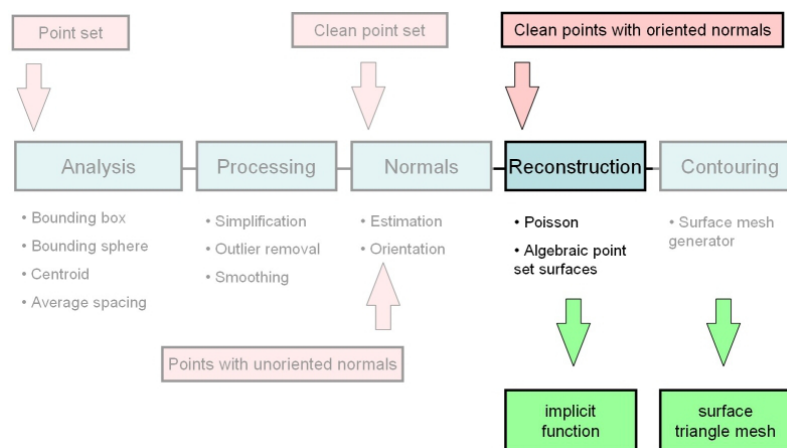 Point set
Clean point set
Clean points with oriented normals
Analysis
Processing
Normals
Reconstruction
Contouring
• Bounding box
• Bounding sphere
• Centroid
• Average spacing
• Simplification
• Outlier removal
• Smoothing
• Estimation
• Orientation
• Poisson
• Algebraic point
set surfaces
• Surface mesh
generator
Points with unoriented normals
implicit
function
surface
triangle mesh